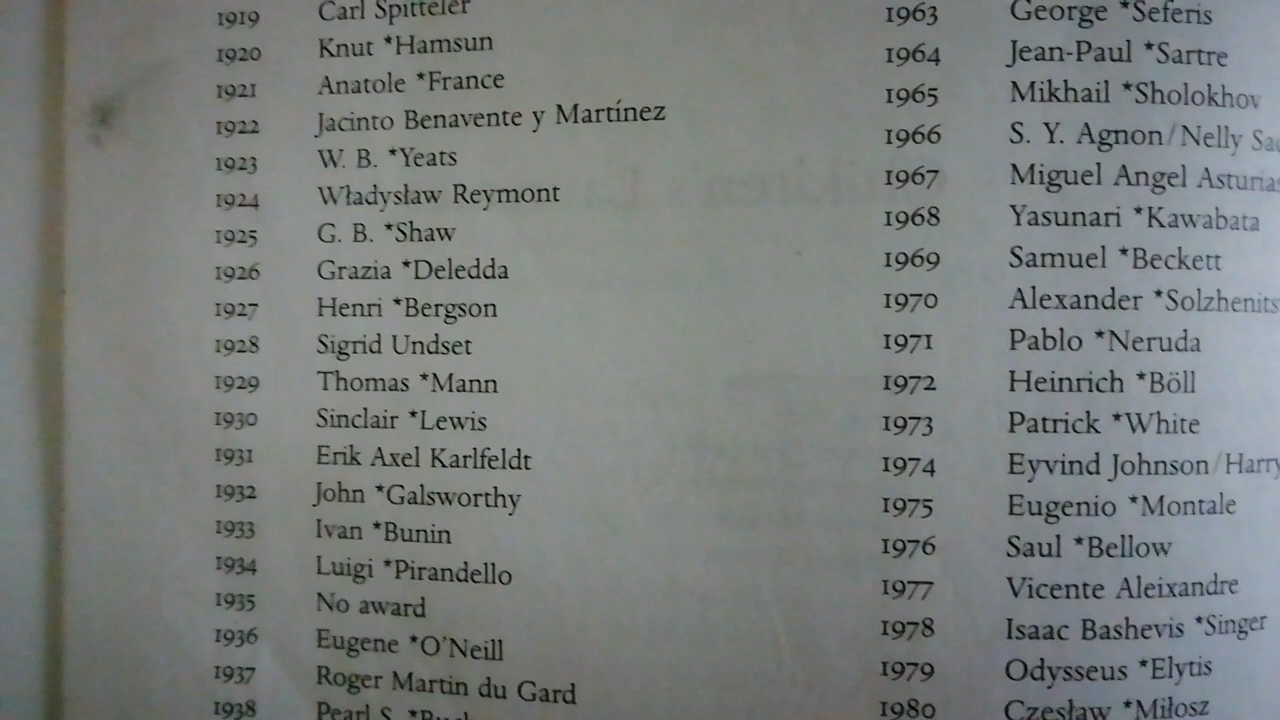 1919 Carl Spitteler
1920 Knut *Hamsun
1921 Anatole *France
1922 Jacinto Benavente y Martínez
1923 W. B. *Yeats
1924 Władysław Reymont
1925 G. B. *Shaw
1926 Grazia *Deledda
1927 Henri *Bergson
1928 Sigrid Undset
1929 Thomas *Mann
1930 Sinclair *Lewis
1931 Erik Axel Karlfeldt
1932 John *Galsworthy
1933 Ivan *Bunin
1934 Luigi *Pirandello
1935 No award
1936 Eugene *O'Neill
1937 Roger Martin du Gard
1938 Pearl S.
1963 George *Seferis
1964 Jean-Paul *Sartre
1965 Mikhail *Sholokhov
1966 S. Y. Agnon/Nelly
1967 Miguel Angel Asturias
1968 Yasunari *Kawabata
1969 Samuel *Beckett
1970 Alexander *Solzhenits
1971 Pablo *Neruda
1972 Heinrich *Böll
1973 Patrick *White
1974 Eyvind Johnson/Harry
1975 Eugenio *Montale
1976 Saul *Bellow
1977 Vicente Aleixandre
1978 Isaac Bashevis *Singer
1979 Odysseus *Elytis
1980 Czesław *Miłosz